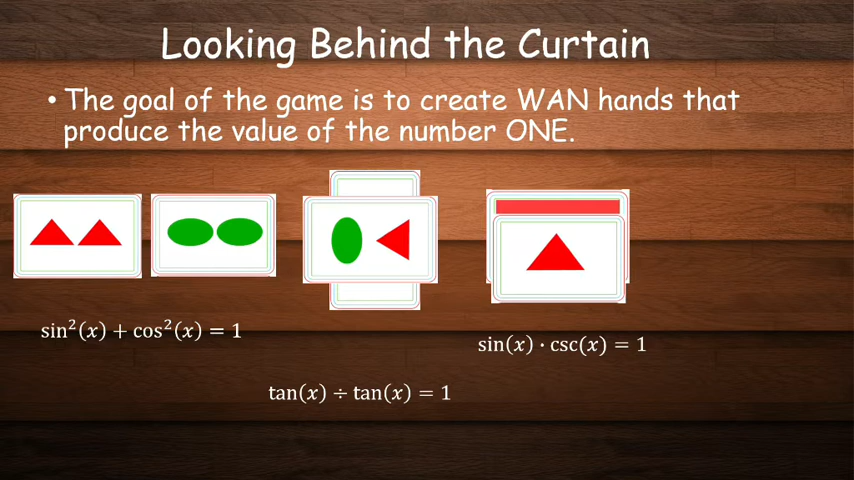 Looking Behind the Curtain
• The goal of the game is to create WAN hands that
produce the value of the number ONE.
sin²(x) + cos²(x) = 1
sin(x) · csc(x) = 1
tan(x) ÷ tan(x) = 1